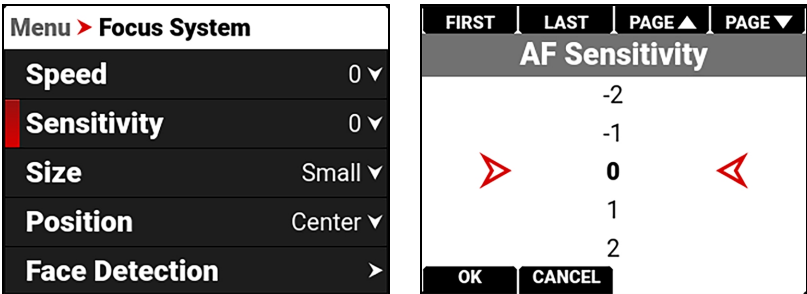 Menu ➤ Focus System
Speed 0
Sensitivity 0
Size Small
Position Center
Face Detection
FIRST LAST PAGE▲ PAGE▼
AF Sensitivity
-2
-1
0
1
2
OK CANCEL